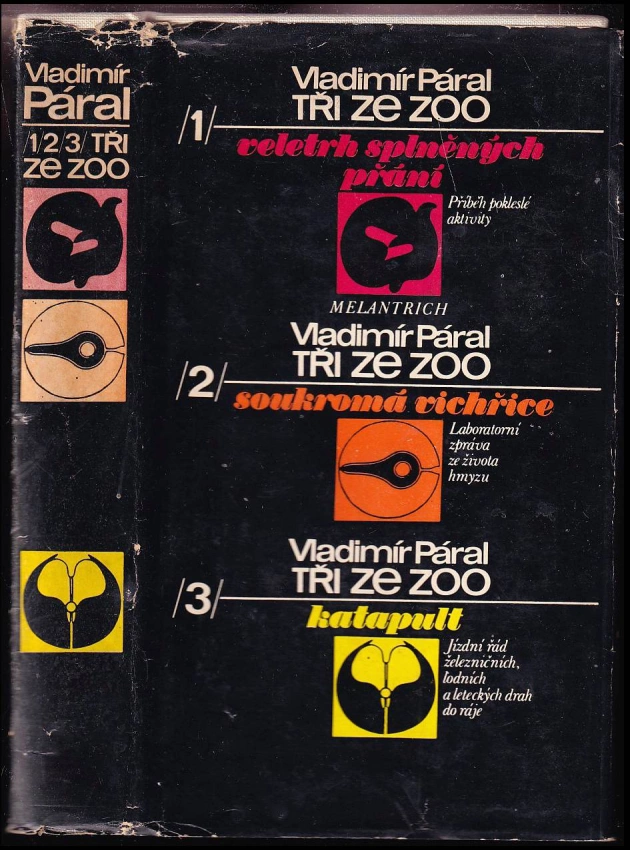 Vladimír
Páral
/1/2/3/ TŘI
ze ZOO
Vladimír Páral
TŘI ze ZOO
/1/
veletrh splněných
přání
Příběh pokleslé
aktivity
MELANTRICH
Vladimír Páral
TŘI ze ZOO
/2/
soukromá vichřice
Laboratorní
zpráva
ze života
hmyzu
Vladimír Páral
TŘI ze ZOO
/3/
katapult
Jízdní řád
železničních,
lodních
a leteckých drah
do ráje